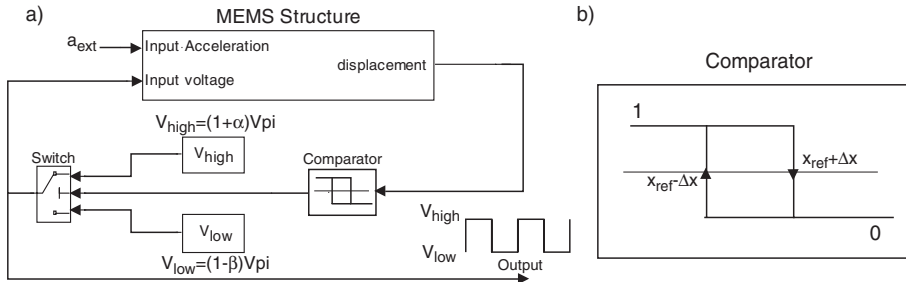 a)
MEMS Structure
a_ext
Input Acceleration
Input voltage
displacement
V_high=(1+α)Vpi
Switch
V_high
Comparator
V_low
V_low=(1-β)Vpi
V_high
V_low
Output
b)
Comparator
1
x_ref+Δx
x_ref-Δx
0